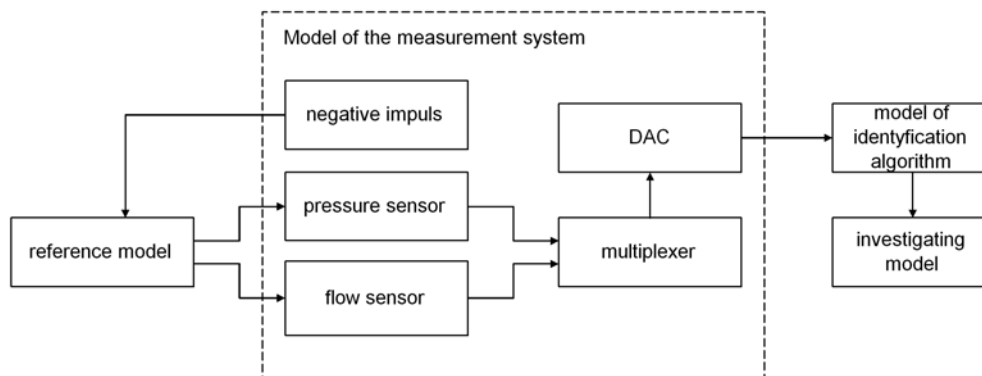 Model of the measurement system
negative impuls
DAC
model of
identyfication
algorithm
pressure sensor
reference model
multiplexer
investigating
model
flow sensor